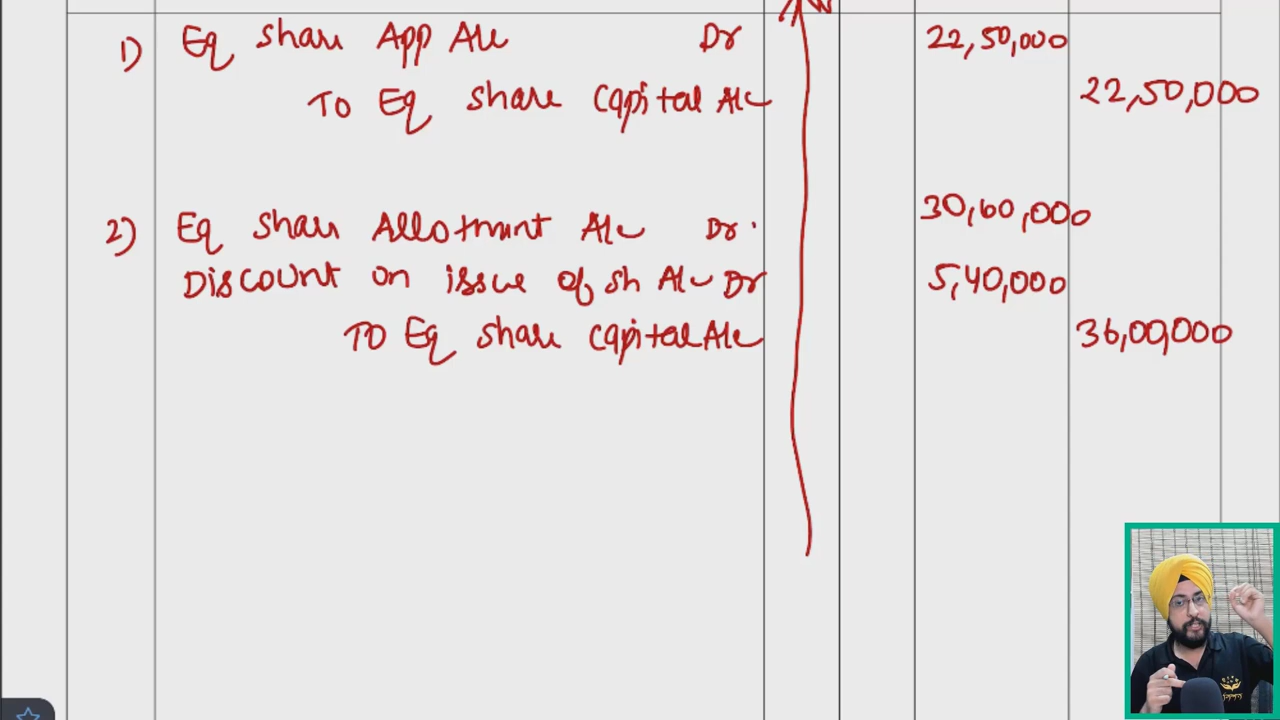 1) Eq Share App A/c Dr 22,50,000
To Eq Share Capital A/c 22,50,000
2) Eq Share Allotment A/c Dr. 30,60,000
Discount on issue of sh A/c Dr 5,40,000
To Eq Share Capital A/c 36,00,000